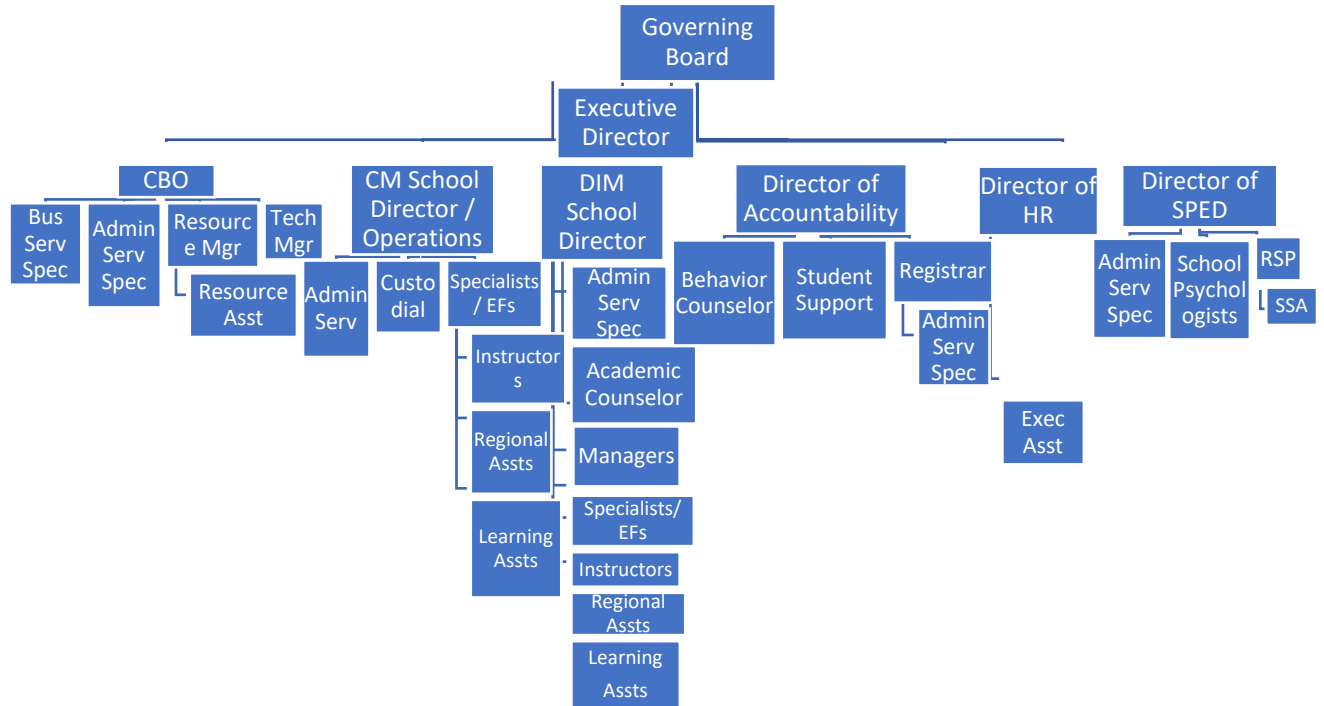 Governing
Board
Executive
Director
CBO
CM School
Director /
Operations
DIM
School
Director
Director of
Accountability
Director of
HR
Director of
SPED
Bus
Serv
Spec
Admin
Serv
Spec
Resourc
e Mgr
Tech
Mgr
Resource
Asst
Admin
Serv
Custo
dial
Specialists
/ EFs
Instructor
s
Regional
Assts
Learning
Assts
Admin
Serv
Spec
Academic
Counselor
Managers
Specialists/
EFs
Instructors
Regional
Assts
Learning
Assts
Behavior
Counselor
Student
Support
Registrar
Admin
Serv
Spec
Exec
Asst
Admin
Serv
Spec
School
Psychol
ogists
RSP
SSA